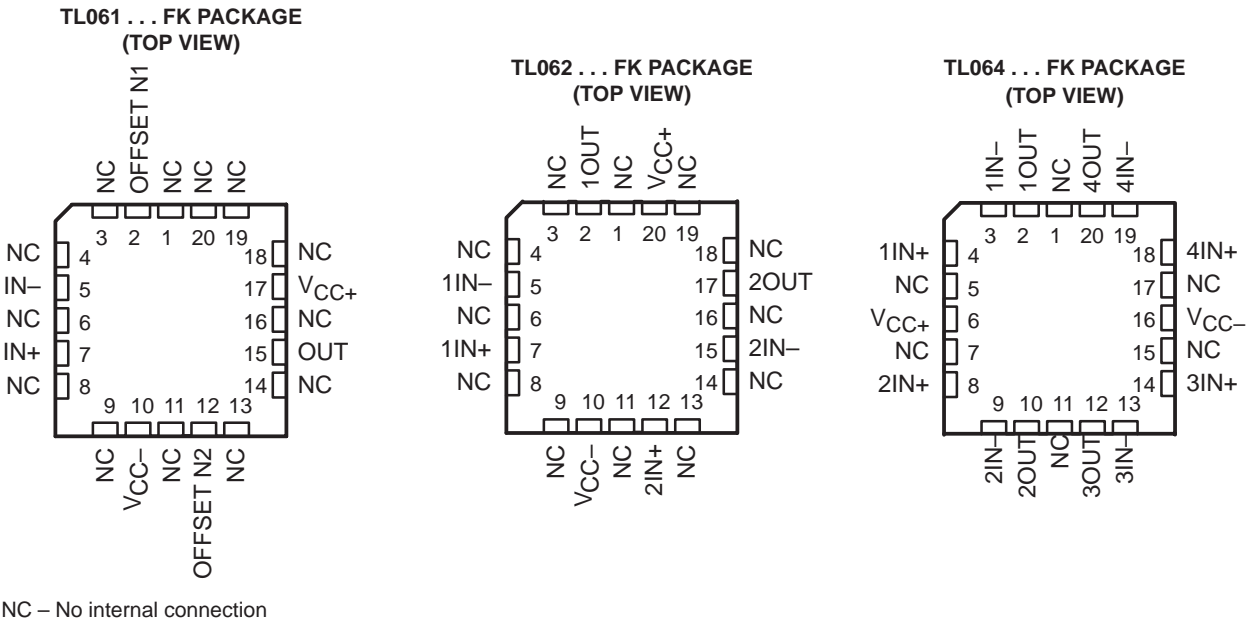 TL061 . . . FK PACKAGE
(TOP VIEW)
NC
OFFSET N1
NC
NC
NC
3 2 1 20 19
NC 4
IN– 5
NC 6
IN+ 7
NC 8
18 NC
17 VCC+
16 NC
15 OUT
14 NC
9 10 11 12 13
NC
VCC–
NC
OFFSET N2
NC
TL062 . . . FK PACKAGE
(TOP VIEW)
NC
1OUT
NC
VCC+
NC
3 2 1 20 19
NC 4
1IN– 5
NC 6
1IN+ 7
NC 8
18 NC
17 2OUT
16 NC
15 2IN–
14 NC
9 10 11 12 13
NC
VCC–
NC
2IN+
NC
TL064 . . . FK PACKAGE
(TOP VIEW)
1IN–
1OUT
NC
4OUT
4IN–
3 2 1 20 19
1IN+ 4
NC 5
VCC+ 6
NC 7
2IN+ 8
18 4IN+
17 NC
16 VCC–
15 NC
14 3IN+
9 10 11 12 13
2IN–
2OUT
NC
3OUT
3IN–
NC – No internal connection